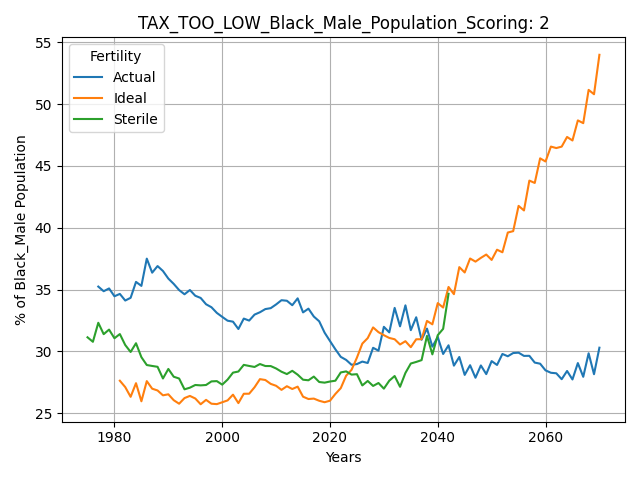 TAX_TOO_LOW_Black_Male_Population_Scoring: 2
% of Black_Male Population
55
50
45
40
35
30
25
Fertility
Actual
Ideal
Sterile
1980
2000
2020
2040
2060
Years